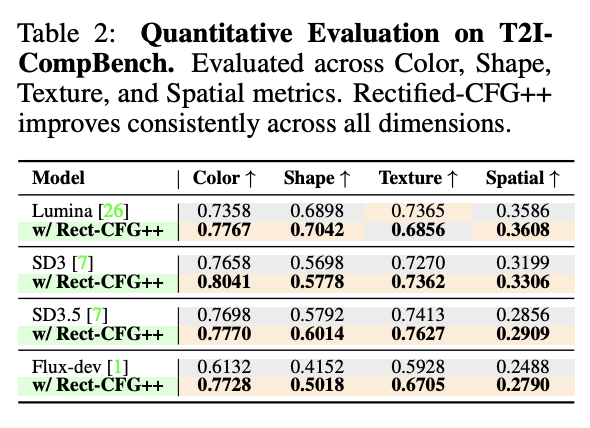 Table 2: Quantitative Evaluation on T2I-
CompBench. Evaluated across Color, Shape,
Texture, and Spatial metrics. Rectified-CFG++
improves consistently across all dimensions.
Model | Color ↑ Shape ↑ Texture ↑ Spatial ↑
Lumina [26] 0.7358 0.6898 0.7365 0.3586
w/ Rect-CFG++ 0.7767 0.7042 0.6856 0.3608
SD3 [7] 0.7658 0.5698 0.7270 0.3199
w/ Rect-CFG++ 0.8041 0.5778 0.7362 0.3306
SD3.5 [7] 0.7698 0.5792 0.7413 0.2856
w/ Rect-CFG++ 0.7770 0.6014 0.7627 0.2909
Flux-dev [1] 0.6132 0.4152 0.5928 0.2488
w/ Rect-CFG++ 0.7728 0.5018 0.6705 0.2790